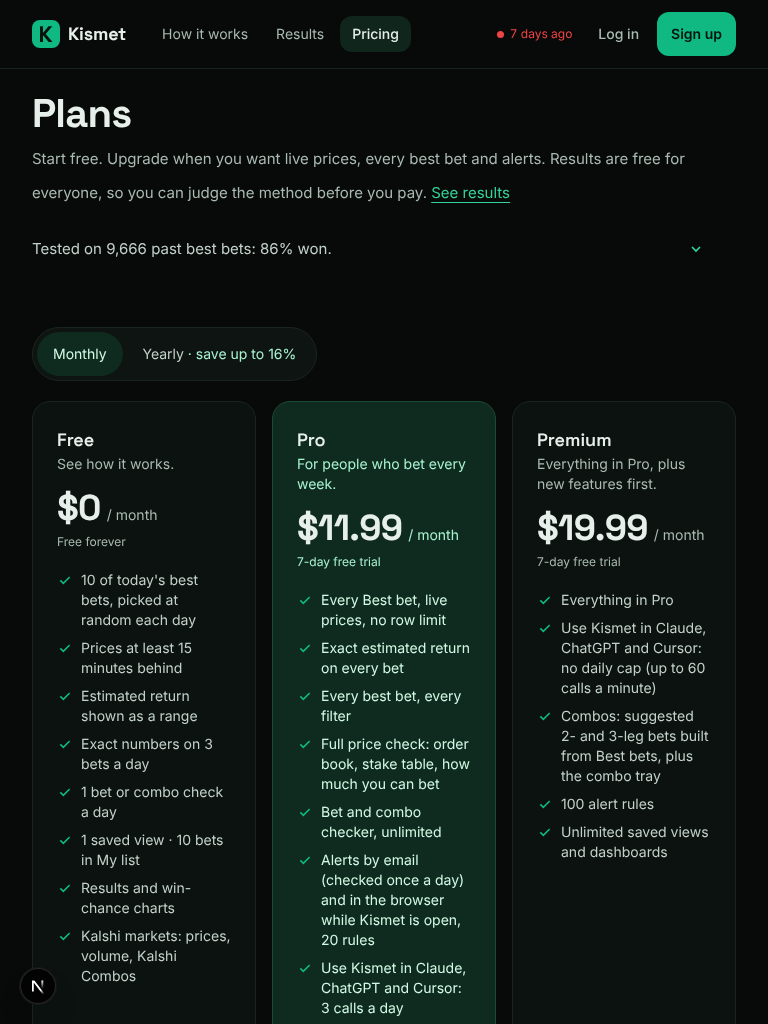 Kismet
How it works
Results
Pricing
7 days ago
Log in
Sign up
Plans
Start free. Upgrade when you want live prices, every best bet and alerts. Results are free for
everyone, so you can judge the method before you pay. See results
Tested on 9,666 past best bets: 86% won.
Monthly
Yearly · save up to 16%
Free
See how it works.
$0 / month
Free forever
10 of today's best
bets, picked at
random each day
Prices at least 15
minutes behind
Estimated return
shown as a range
Exact numbers on 3
bets a day
1 bet or combo check
a day
1 saved view · 10 bets
in My list
Results and win-
chance charts
Kalshi markets: prices,
volume, Kalshi
Combos
Pro
For people who bet every
week.
$11.99 / month
7-day free trial
Every Best bet, live
prices, no row limit
Exact estimated return
on every bet
Every best bet, every
filter
Full price check: order
book, stake table, how
much you can bet
Bet and combo
checker, unlimited
Alerts by email
(checked once a day)
and in the browser
while Kismet is open,
20 rules
Use Kismet in Claude,
ChatGPT and Cursor:
3 calls a day
Premium
Everything in Pro, plus
new features first.
$19.99 / month
7-day free trial
Everything in Pro
Use Kismet in Claude,
ChatGPT and Cursor:
no daily cap (up to 60
calls a minute)
Combos: suggested
2- and 3-leg bets built
from Best bets, plus
the combo tray
100 alert rules
Unlimited saved views
and dashboards
N